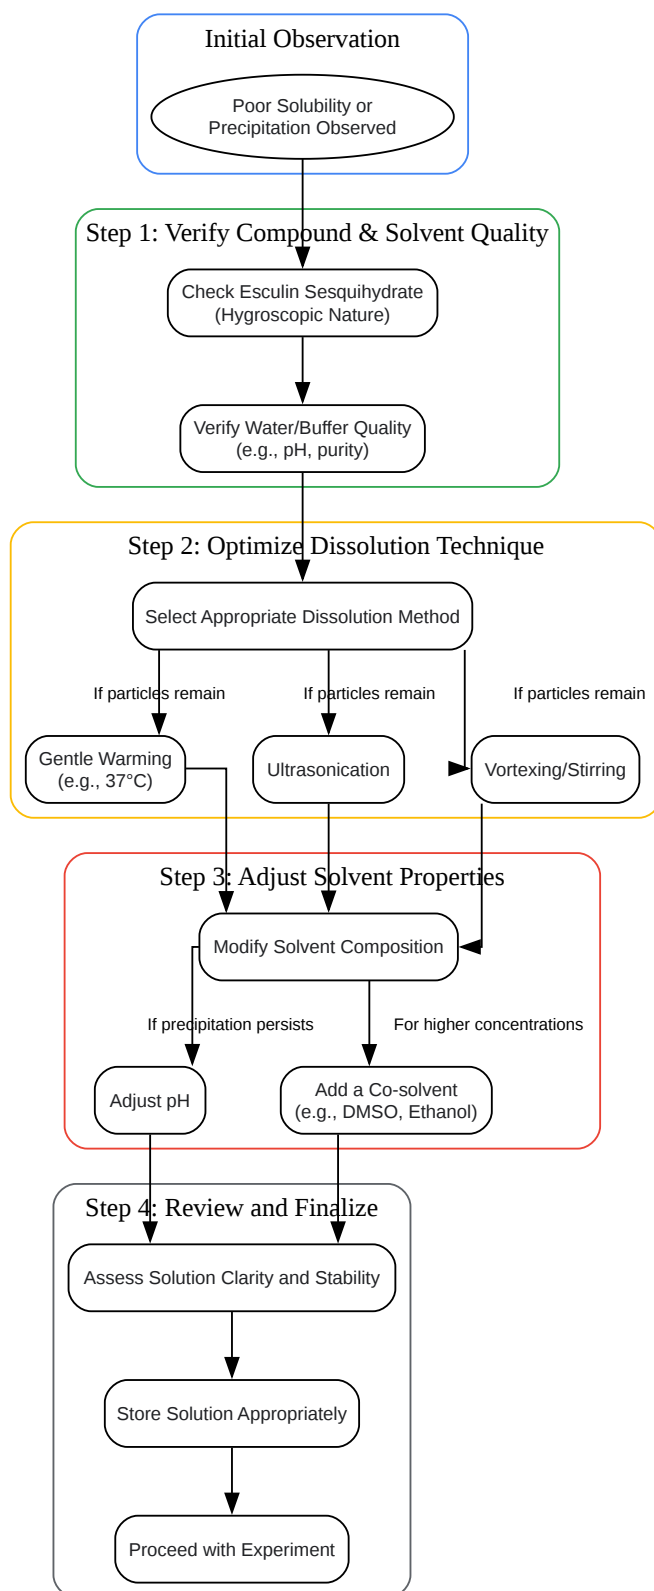 Initial Observation
Poor Solubility or
Precipitation Observed
Step 1: Verify Compound & Solvent Quality
Check Esculin Sesquihydrate
(Hygroscopic Nature)
Verify Water/Buffer Quality
(e.g., pH, purity)
Step 2: Optimize Dissolution Technique
Select Appropriate Dissolution Method
If particles remain
If particles remain
If particles remain
Gentle Warming
(e.g., 37°C)
Ultrasonication
Vortexing/Stirring
Step 3: Adjust Solvent Properties
Modify Solvent Composition
If precipitation persists
For higher concentrations
Adjust pH
Add a Co-solvent
(e.g., DMSO, Ethanol)
Step 4: Review and Finalize
Assess Solution Clarity and Stability
Store Solution Appropriately
Proceed with Experiment